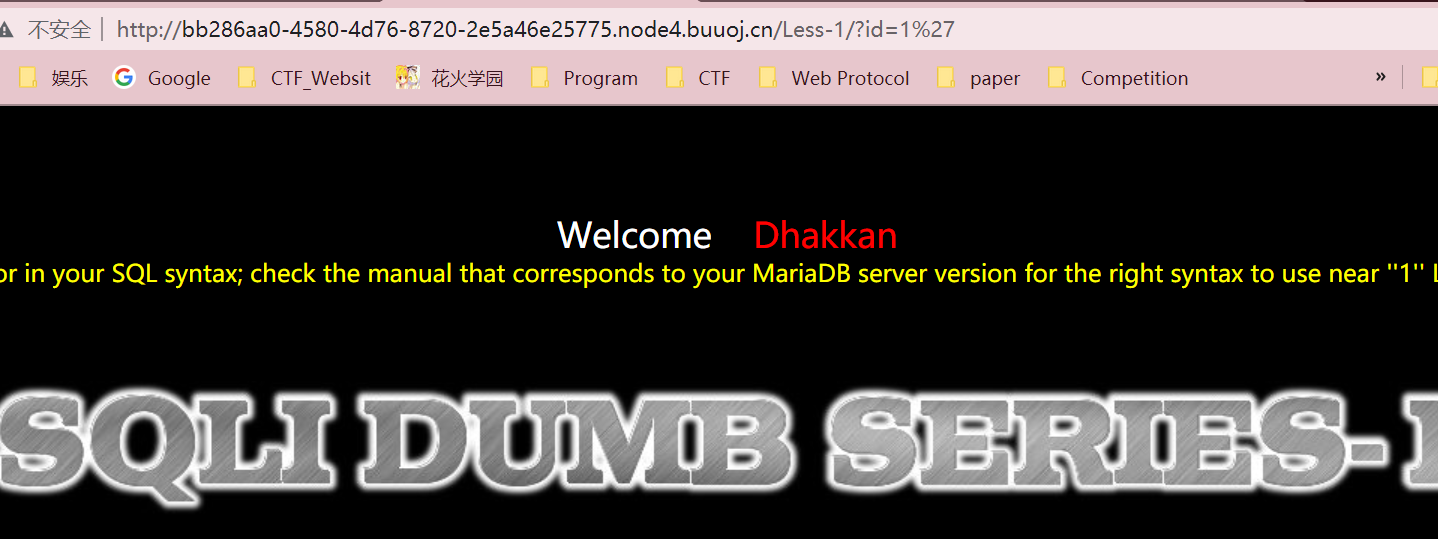 不安全 | http://bb286aa0-4580-4d76-8720-2e5a46e25775.node4.buuoj.cn/Less-1/?id=1%27
娱乐 Google CTF_Websit 花火学园 Program CTF Web Protocol paper Competition »
Welcome Dhakkan
or in your SQL syntax; check the manual that corresponds to your MariaDB server version for the right syntax to use near ''1'' L
SQLI DUMB SERIES-